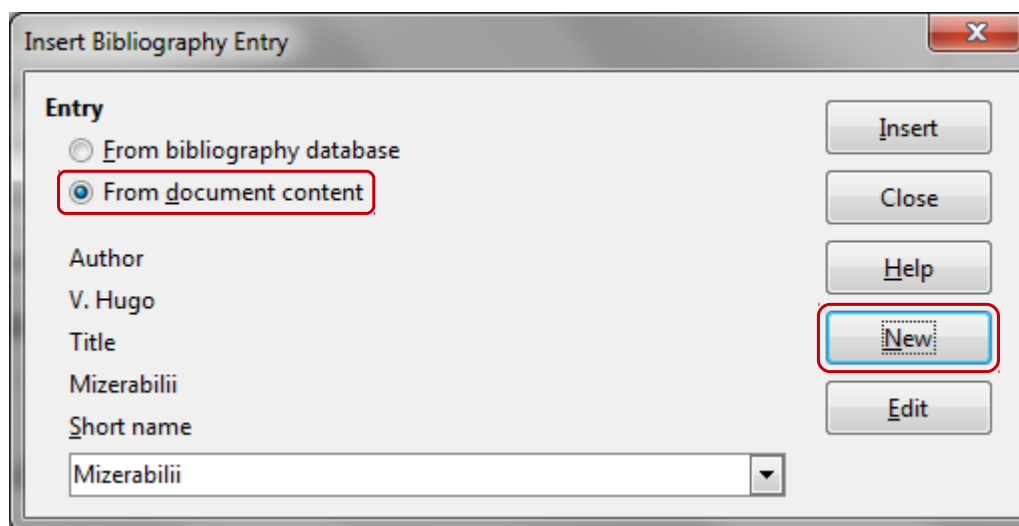 Insert Bibliography Entry
Entry
From bibliography database
From document content
Author
V. Hugo
Title
Mizerabilii
Short name
Mizerabilii
Insert
Close
Help
New
Edit